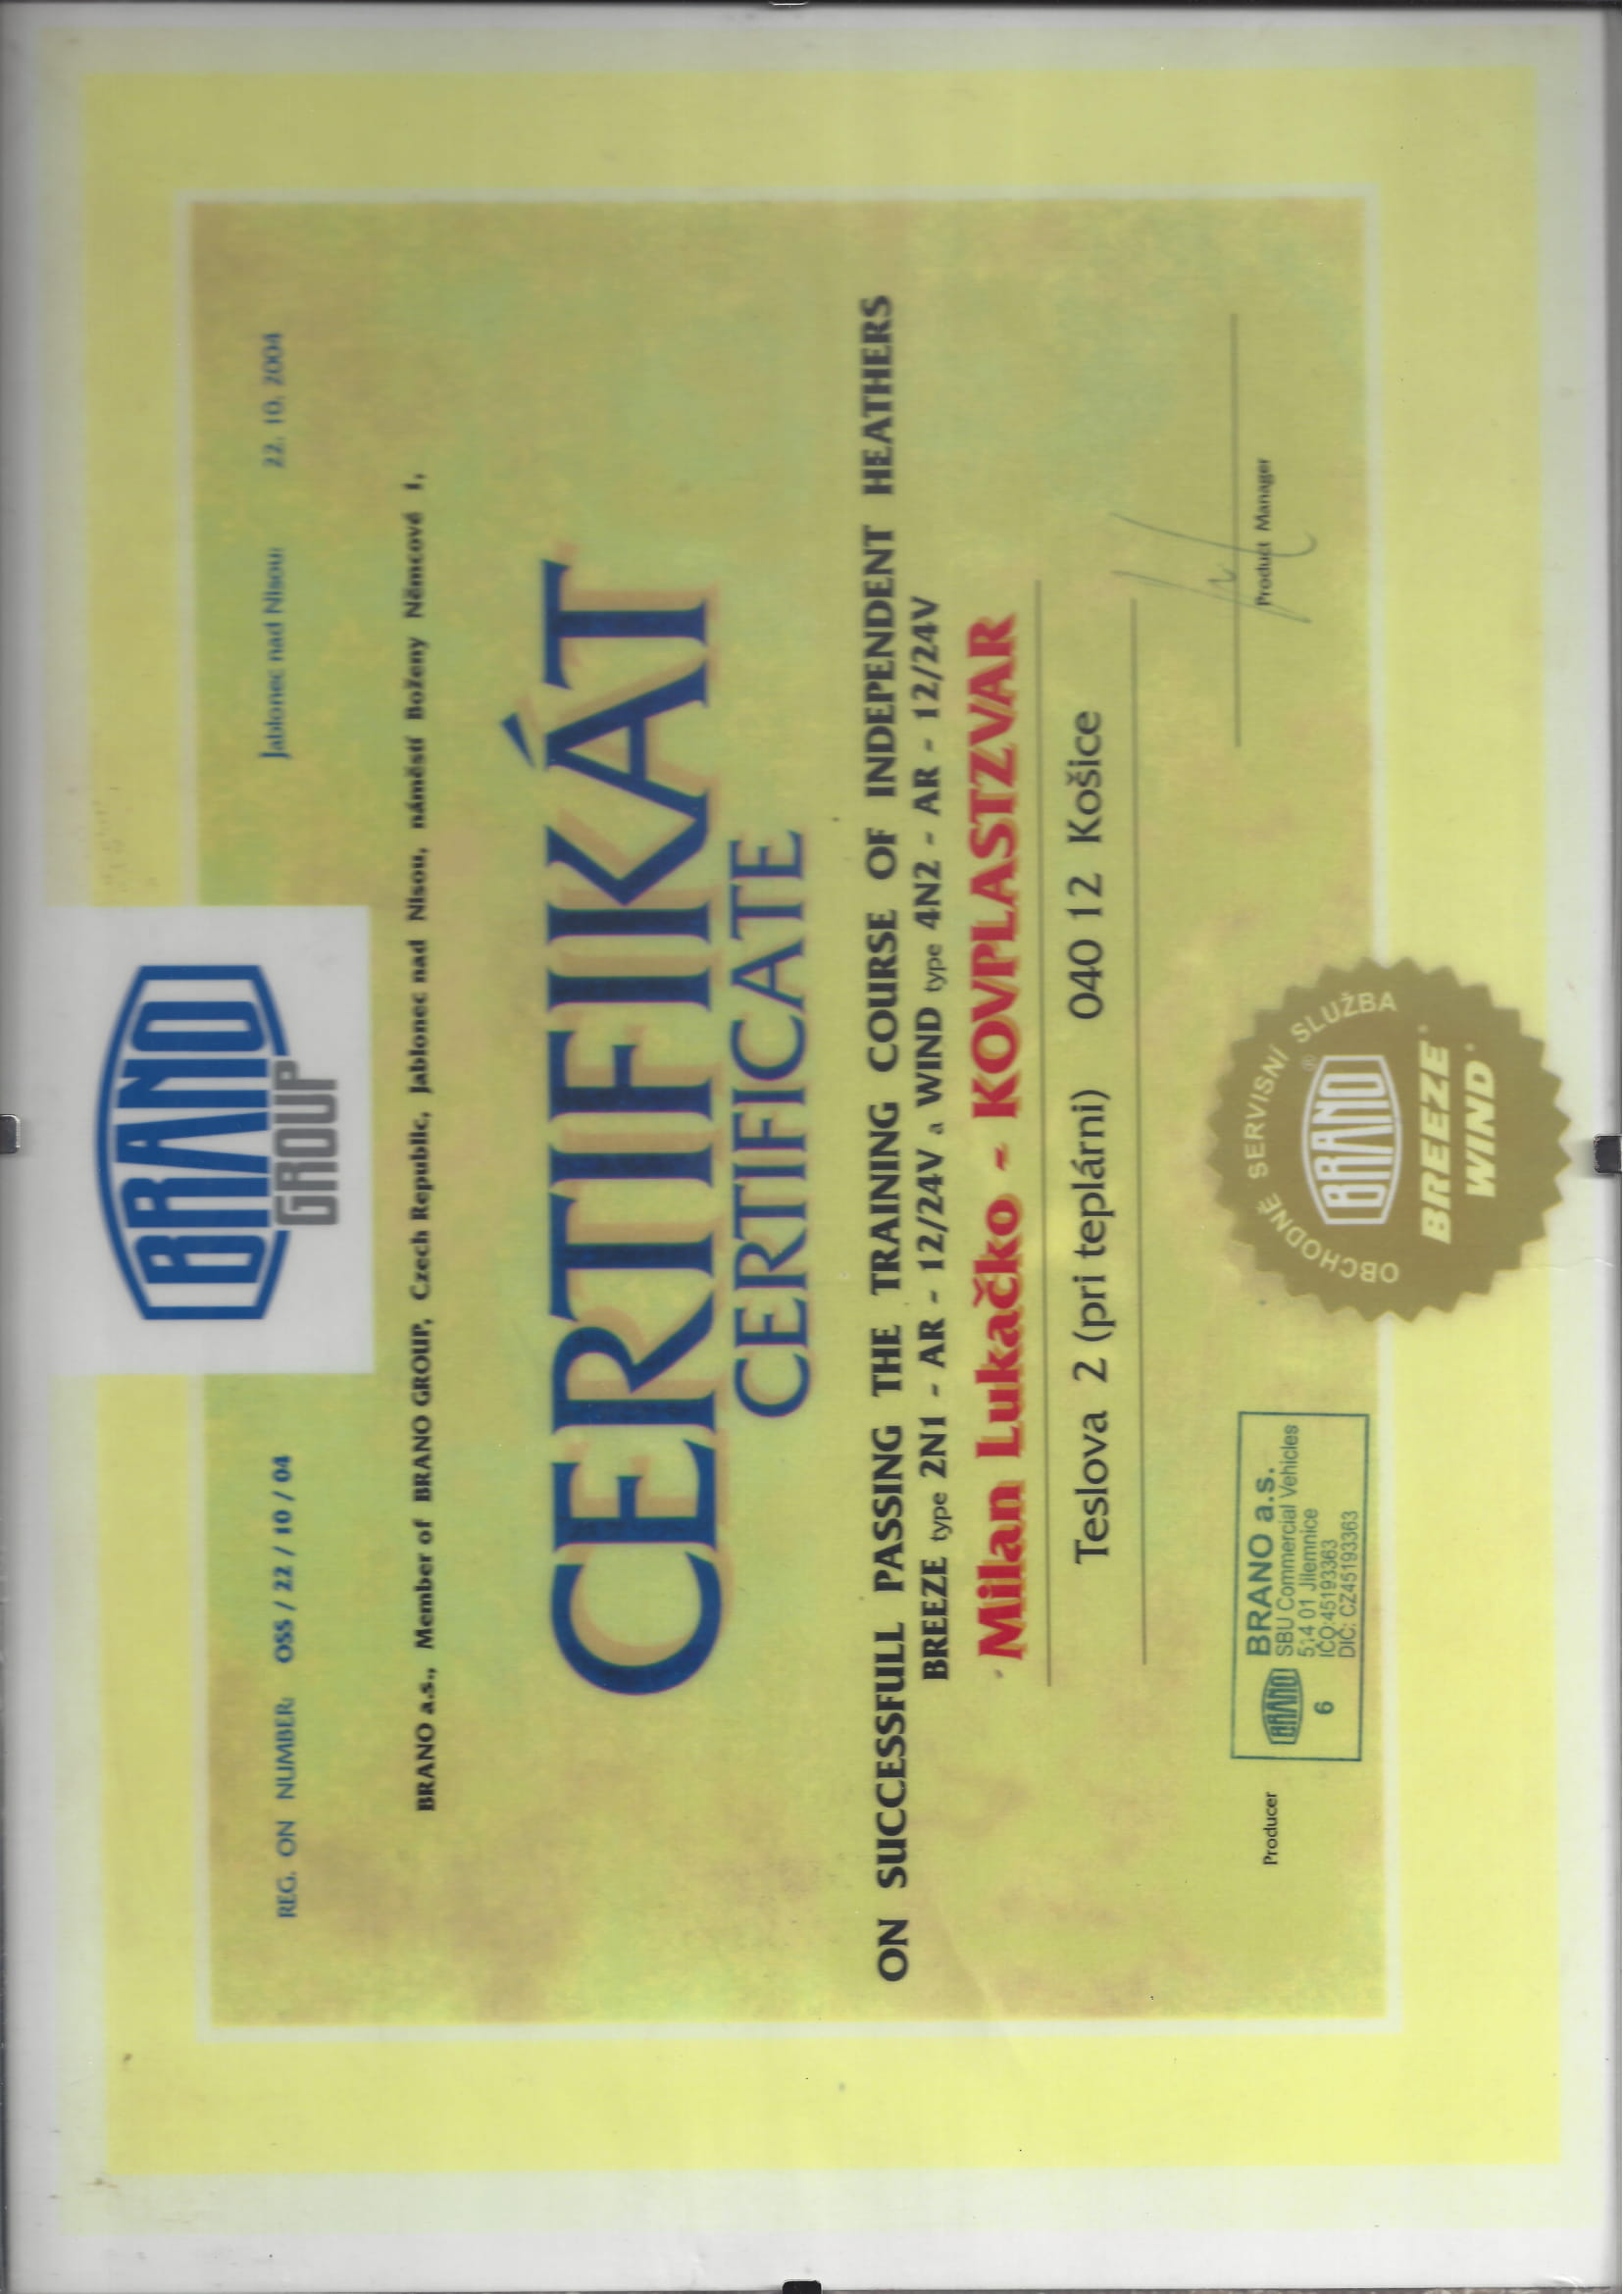 BRANO
GROUP
REG. ON NUMBER: OSS / 22 / 10 / 04
Jablonec nad Nisou 22. 10. 2004
BRANO a.s., Member of BRANO GROUP, Czech Republic, Jablonec nad Nisou, náměstí Boženy Němcové 1,
CERTIFIKÁT
CERTIFICATE
ON SUCCESSFULL PASSING THE TRAINING COURSE OF INDEPENDENT HEATHERS
BREEZE type 2N1 - AR - 12/24V a WIND type 4N2 - AR - 12/24V
Milan Lukačko - KOVPLASTZVAR
Teslova 2 (pri teplárni) 040 12 Košice
Producer
BRANO
6
BRANO a.s.
SBU Commercial Vehicles
514 01 Jilemnice
IČO:45193363
DIČ: CZ45193363
OBCHODNĚ SERVISNÍ SLUŽBA
BRANO®
BREEZE®
WIND®
Product Manager